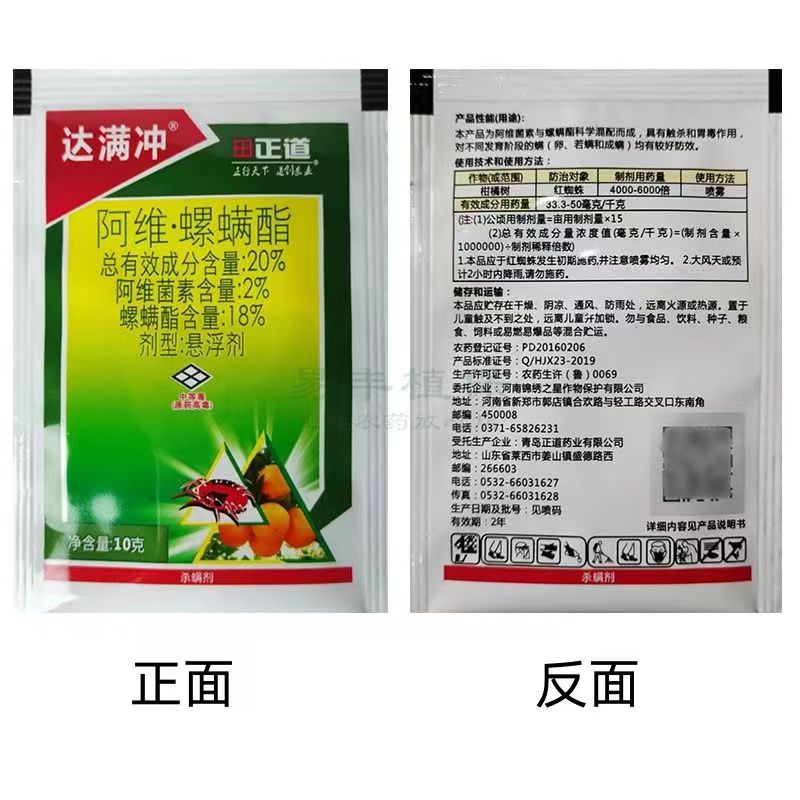 达满冲®
正道®
正行天下 道创东业
阿维·螺螨酯
总有效成分含量:20%
阿维菌素含量:2%
螺螨酯含量:18%
剂型:悬浮剂
中等毒
(原药高毒)
净含量:10克
杀螨剂
正面
产品性能(用途):
本产品为阿维菌素与螺螨酯科学混配而成，具有触杀和胃毒作用，
对不同发育阶段的螨（卵、若螨和成螨）均有较好防效。
使用技术和使用方法:
作物(或范围) 防治对象 制剂用药量 使用方法
柑橘树 红蜘蛛 4000-6000倍 喷雾
有效成分用药量 33.3-50毫克/千克
(注:(1)公顷用制剂量=亩用制剂量×15
(2)总有效成分量浓度值(毫克/千克)=(制剂含量×
1000000)÷制剂稀释倍数)
1.本品应于红蜘蛛发生初期施药,并注意喷雾均匀。 2.大风天或预
计2小时内降雨,请勿施药。
储存和运输：
本品应贮存在干燥、阴凉、通风、防雨处，远离火源或热源。置于
儿童触及不到之处，远离儿童并加锁。勿与食品、饮料、种子、粮
食、饲料或易燃易爆品等混合贮运。
农药登记证号：PD20160206
产品标准证号：Q/HJX23-2019
生产许可证号：农药生许（鲁）0069
委托企业：河南锦绣之星作物保护有限公司
河南省新郑市郭店镇合欢路与轻工路交叉口东南角
邮编：450008
电话：0371-65826231
受托生产企业：青岛正道药业有限公司
地址：山东省莱西市姜山镇盛德路西
邮编：266603
电话：0532-66031627
传真：0532-66031628
生产日期及批号：见喷码
有效期：2年
详细内容见产品说明书
杀螨剂
反面
易丰植
农药放心